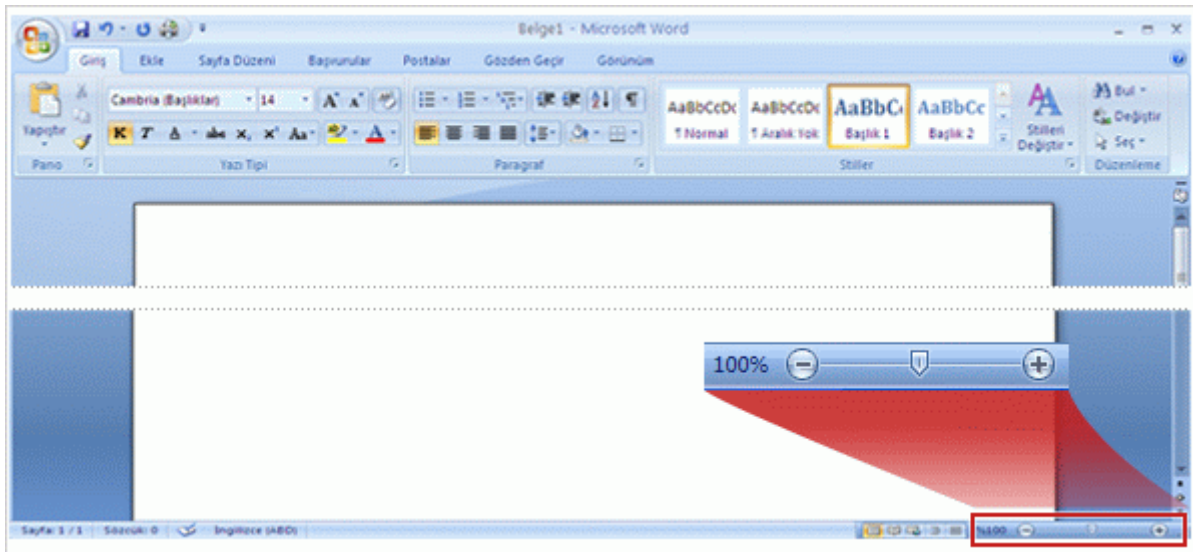 Belge1 - Microsoft Word
Giriş Ekle Sayfa Düzeni Başvurular Postalar Gözden Geçir Görünüm
Yapıştır
Cambria (Başlıklar) 14 A A
K T A abe x, x' Aa A
AaBbCcDc AaBbCcDc AaBbC AaBbCc
¶ Normal ¶ Aralık Yok Başlık 1 Başlık 2
Stilleri Değiştir
Bul
Değiştir
Seç
Pano Yazı Tipi Paragraf Stiller Düzenleme
100%
Sayfa: 1 / 1 Sözcük: 0 İngilizce (ABD) %100